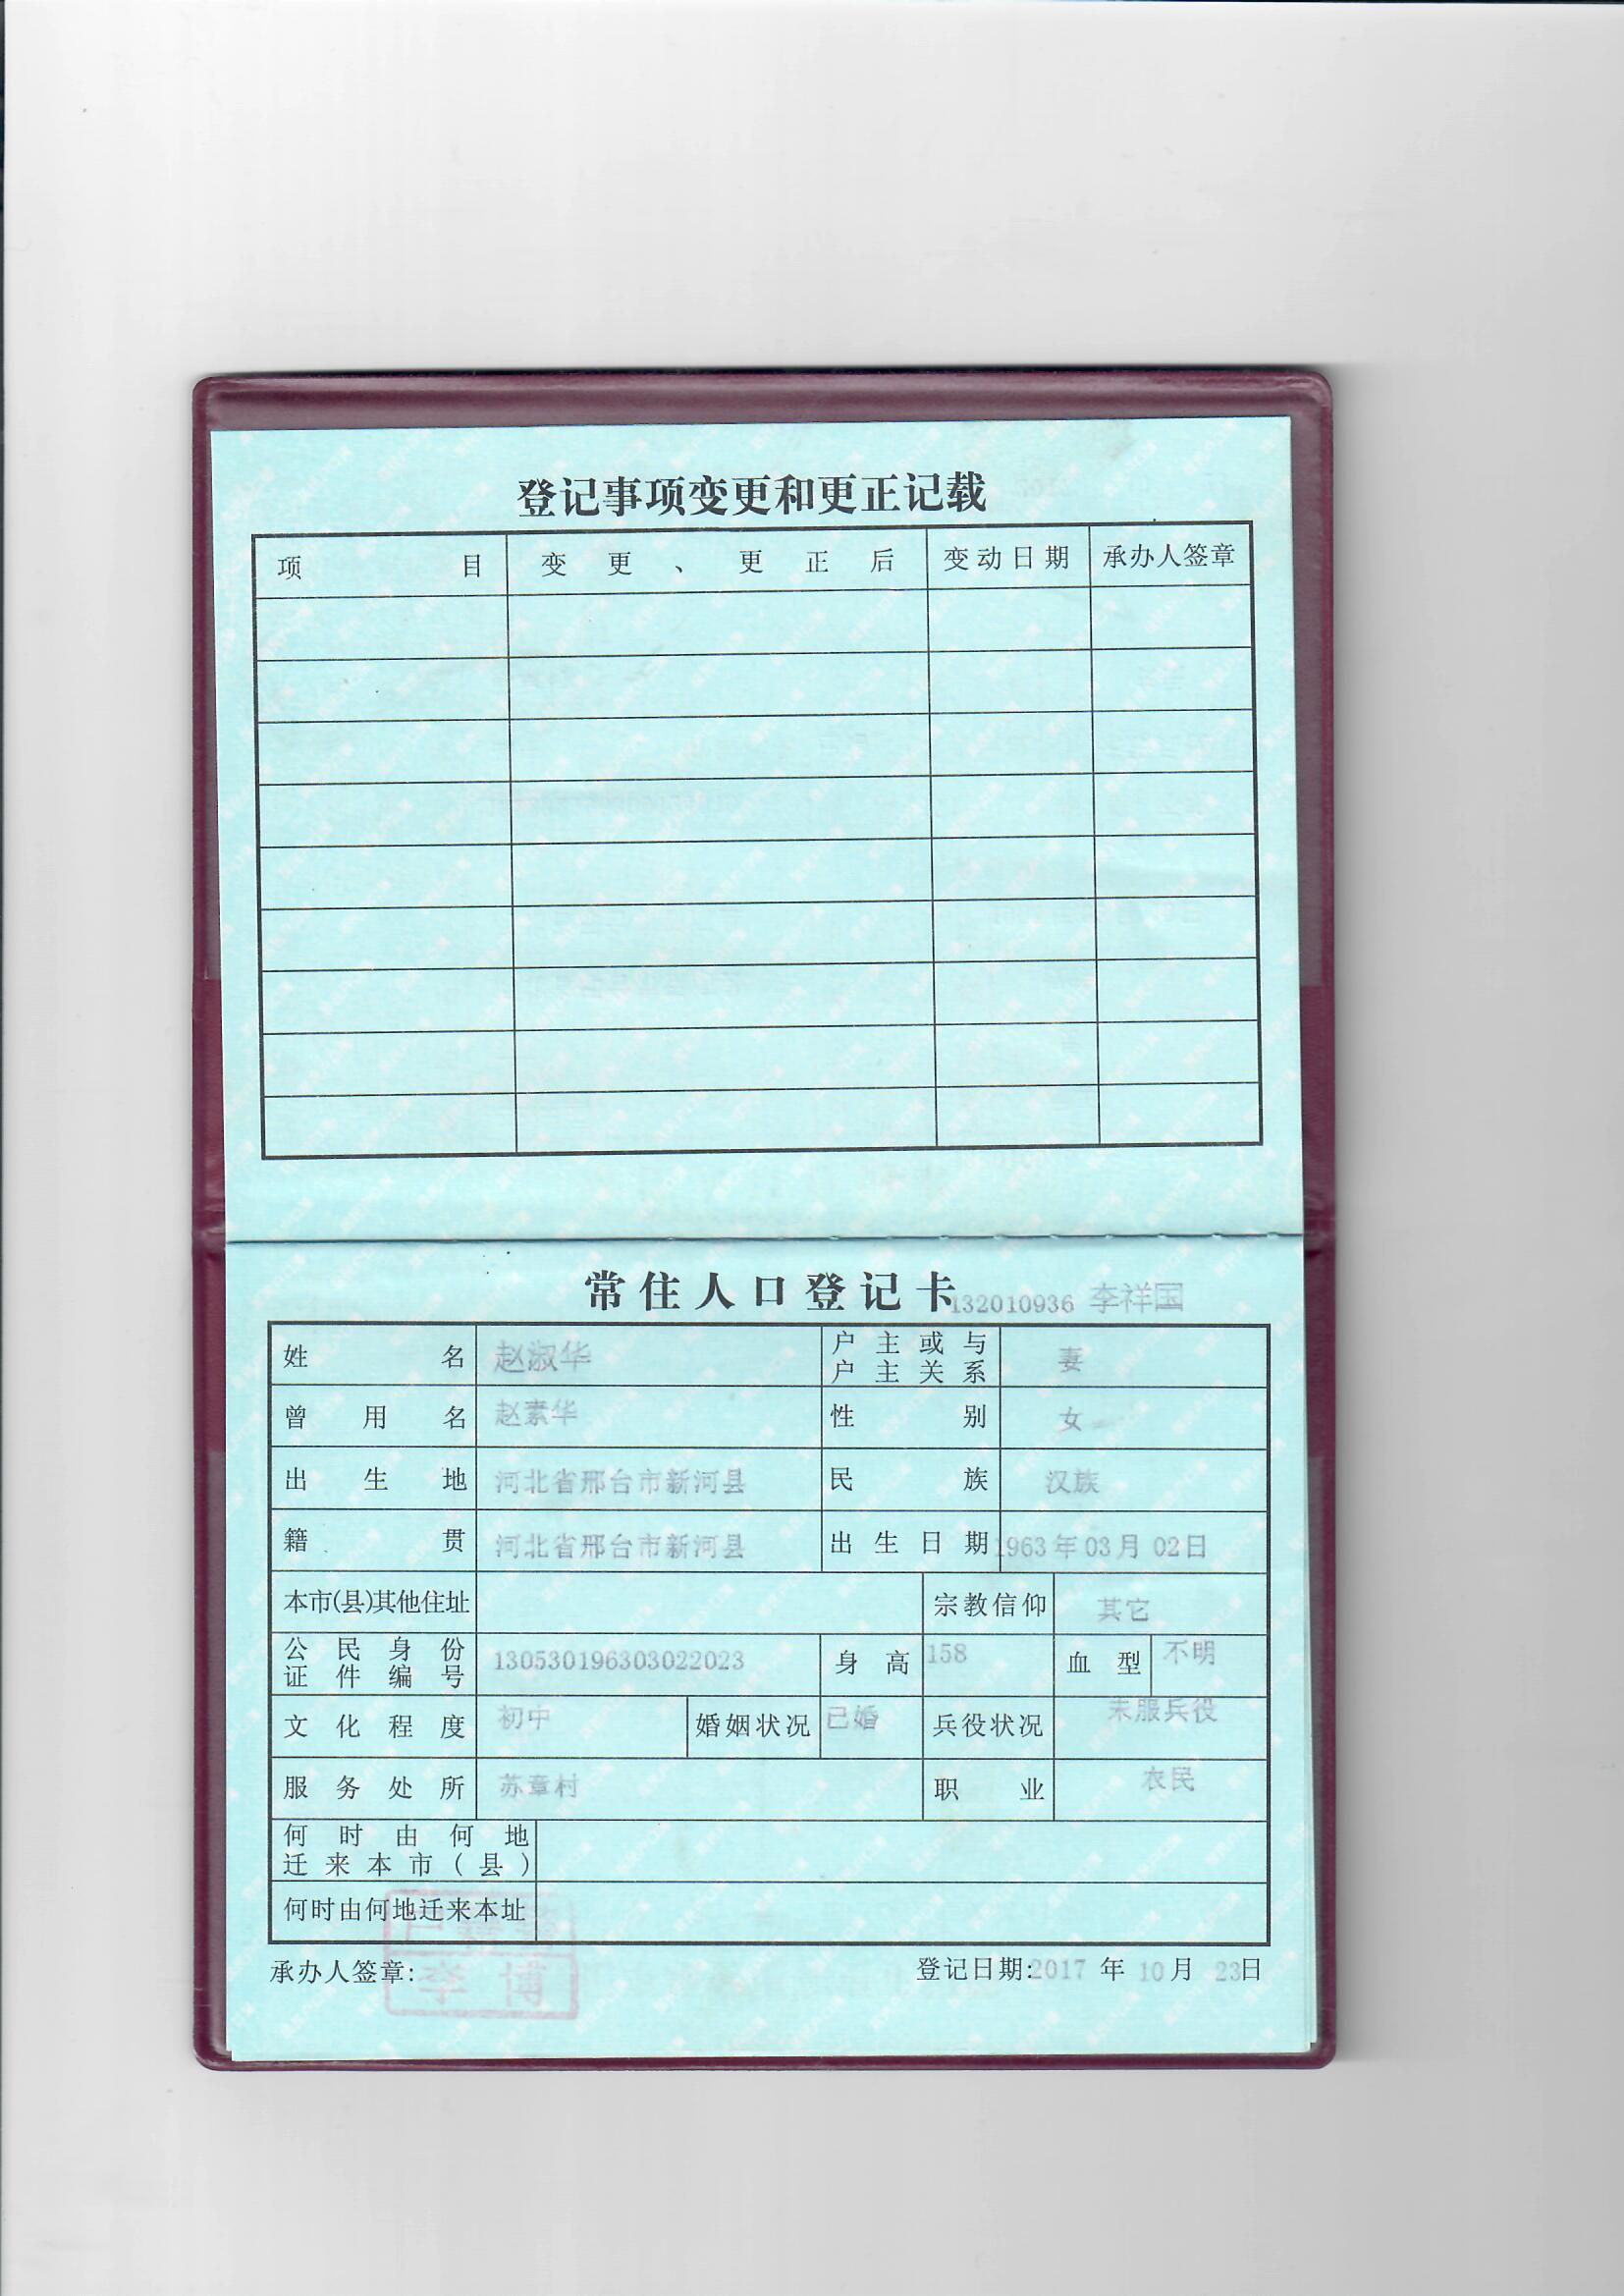 登记事项变更和更正记载
项目 变更、更正后 变动日期 承办人签章
常住人口登记卡 132010936 李祥国
姓名 赵淑华 户主或与户主关系 妻
曾用名 赵素华 性别 女
出生地 河北省邢台市新河县 民族 汉族
籍贯 河北省邢台市新河县 出生日期 1963年03月02日
本市(县)其他住址 宗教信仰 其它
公民身份证件编号 130530196303022023 身高 158 血型 不明
文化程度 初中 婚姻状况 已婚 兵役状况 未服兵役
服务处所 苏章村 职业 农民
何时由何地迁来本市(县)
何时由何地迁来本址
承办人签章: 李博 登记日期:2017年10月23日